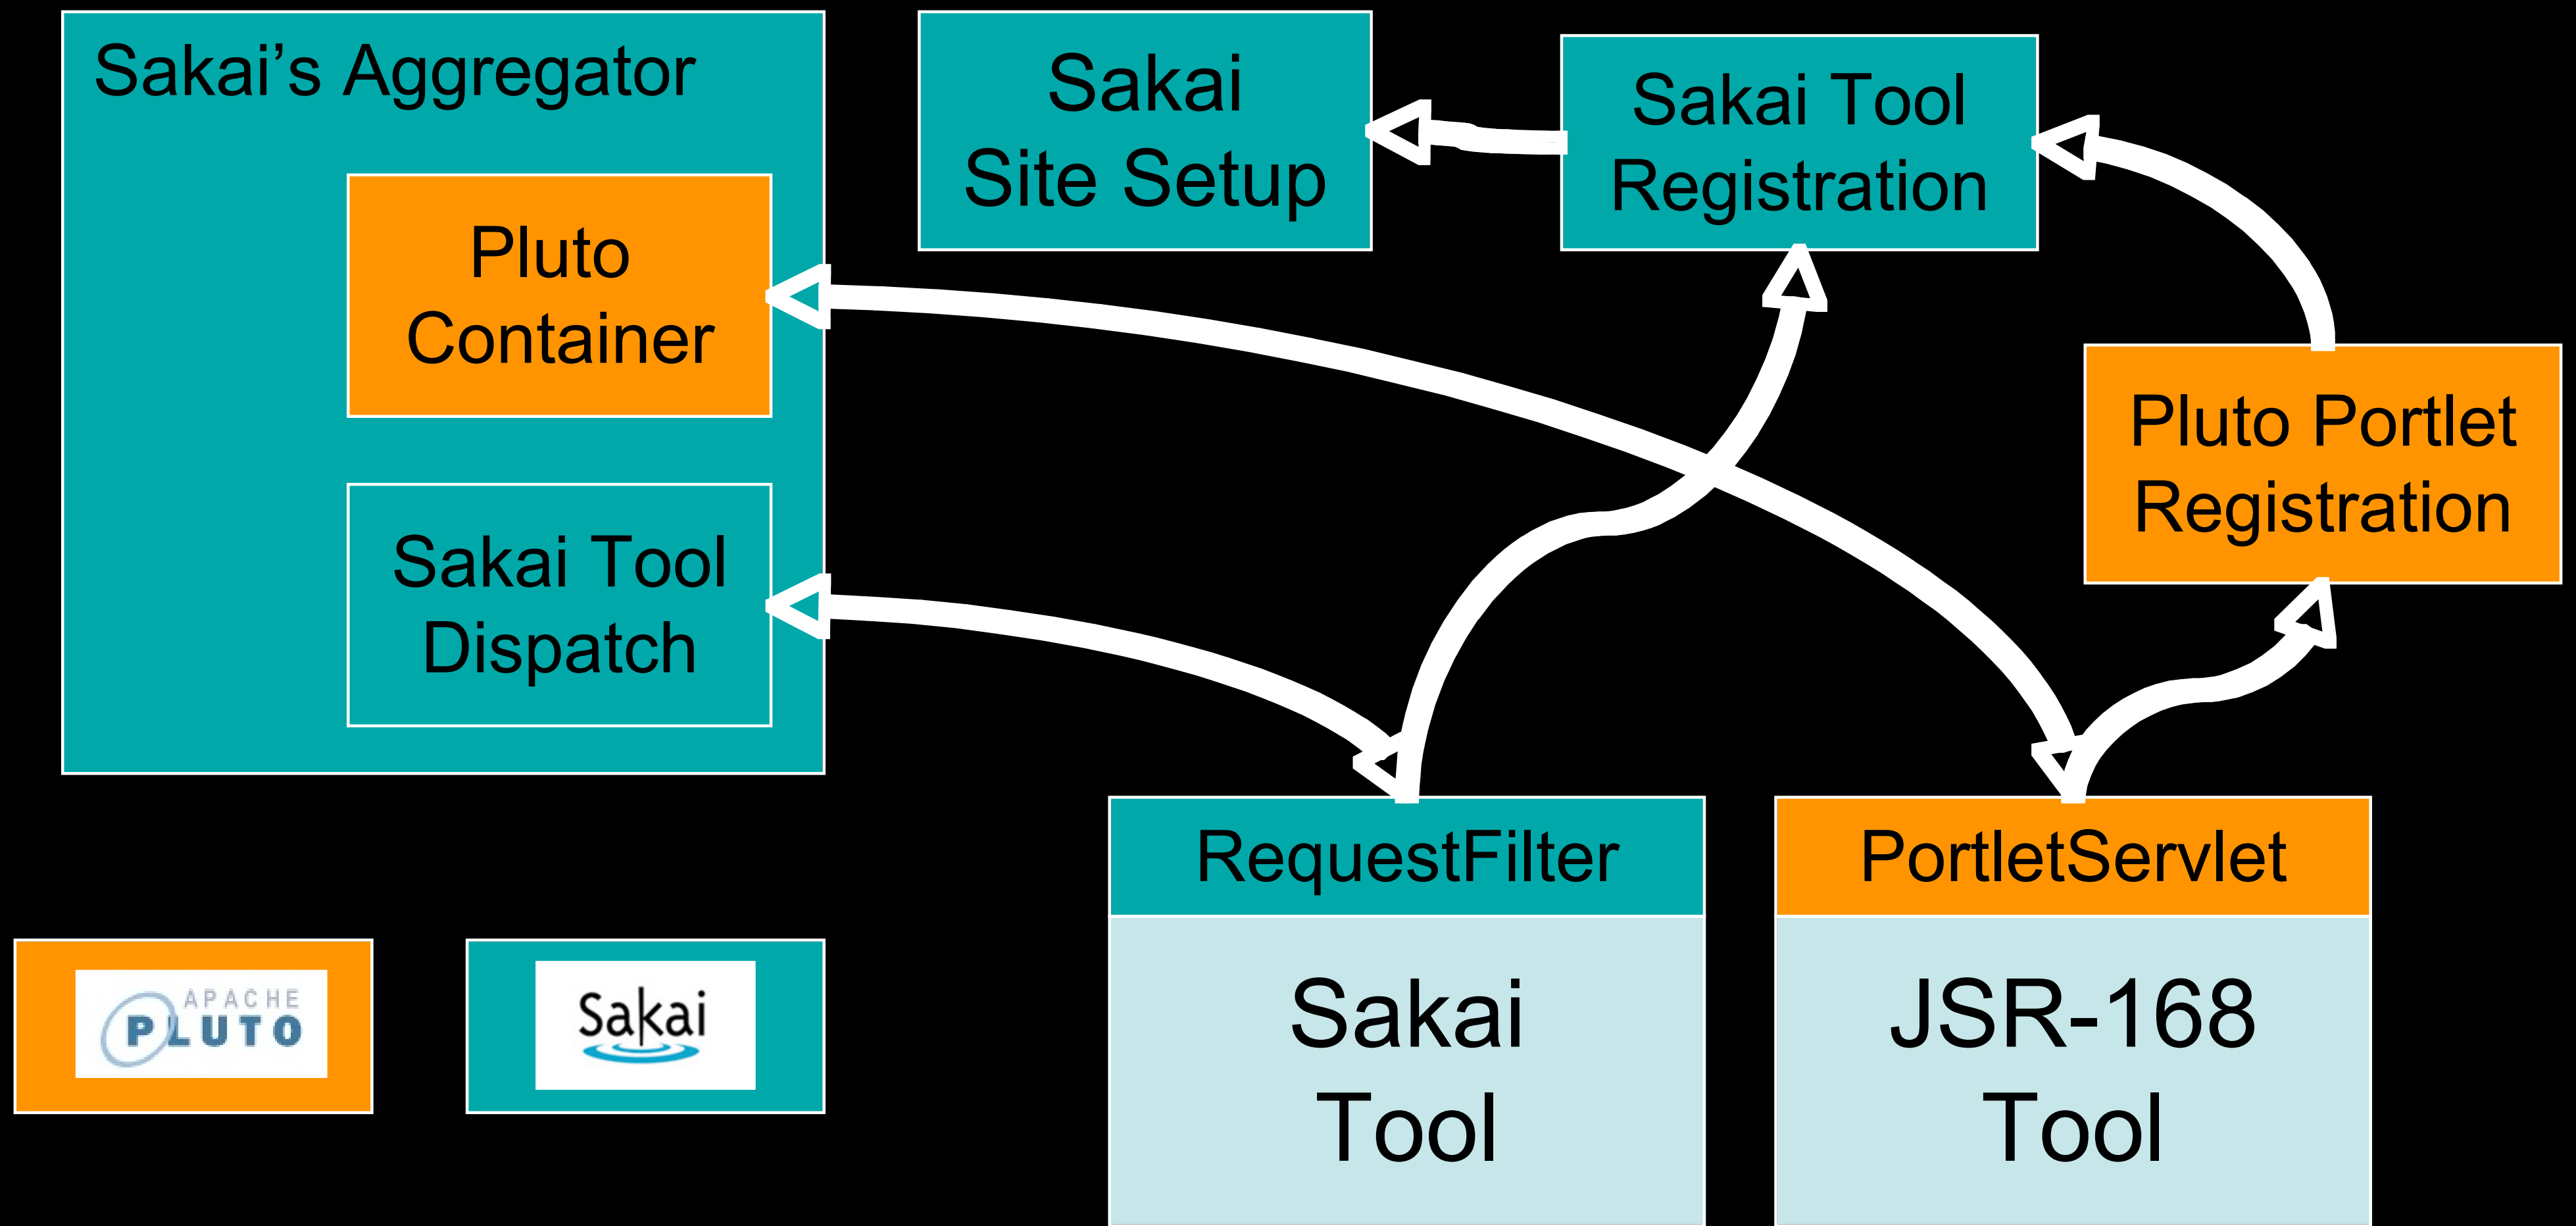 Sakai’s Aggregator
Pluto
Container
Sakai Tool
Dispatch
Sakai
Site Setup
Sakai Tool
Registration
Pluto Portlet
Registration
RequestFilter
Sakai
Tool
PortletServlet
JSR-168
Tool
APACHE
PLUTO
Sakai